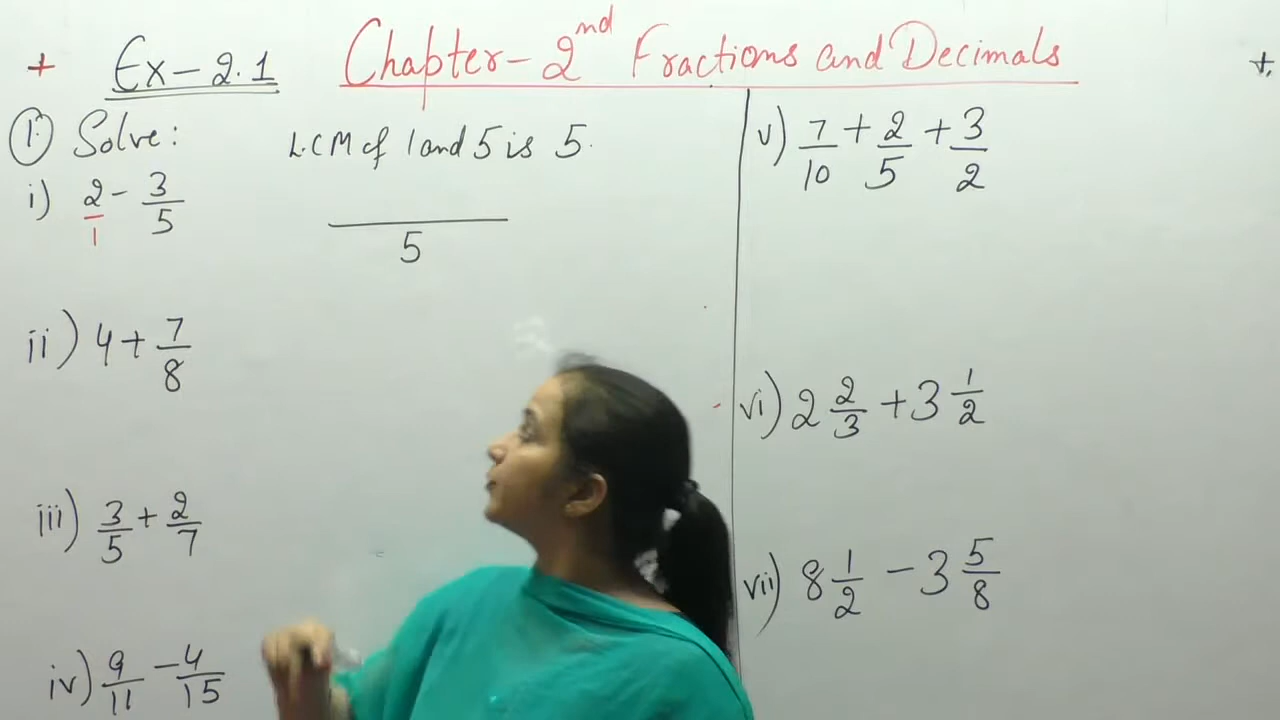 Ex-2.1 Chapter-2nd Fractions and Decimals
① Solve: LCM of 1 and 5 is 5.
i) 2/1 - 3/5
—
5
ii) 4 + 7/8
iii) 3/5 + 2/7
iv) 9/11 - 4/15
v) 7/10 + 2/5 + 3/2
vi) 2 2/3 + 3 1/2
vii) 8 1/2 - 3 5/8